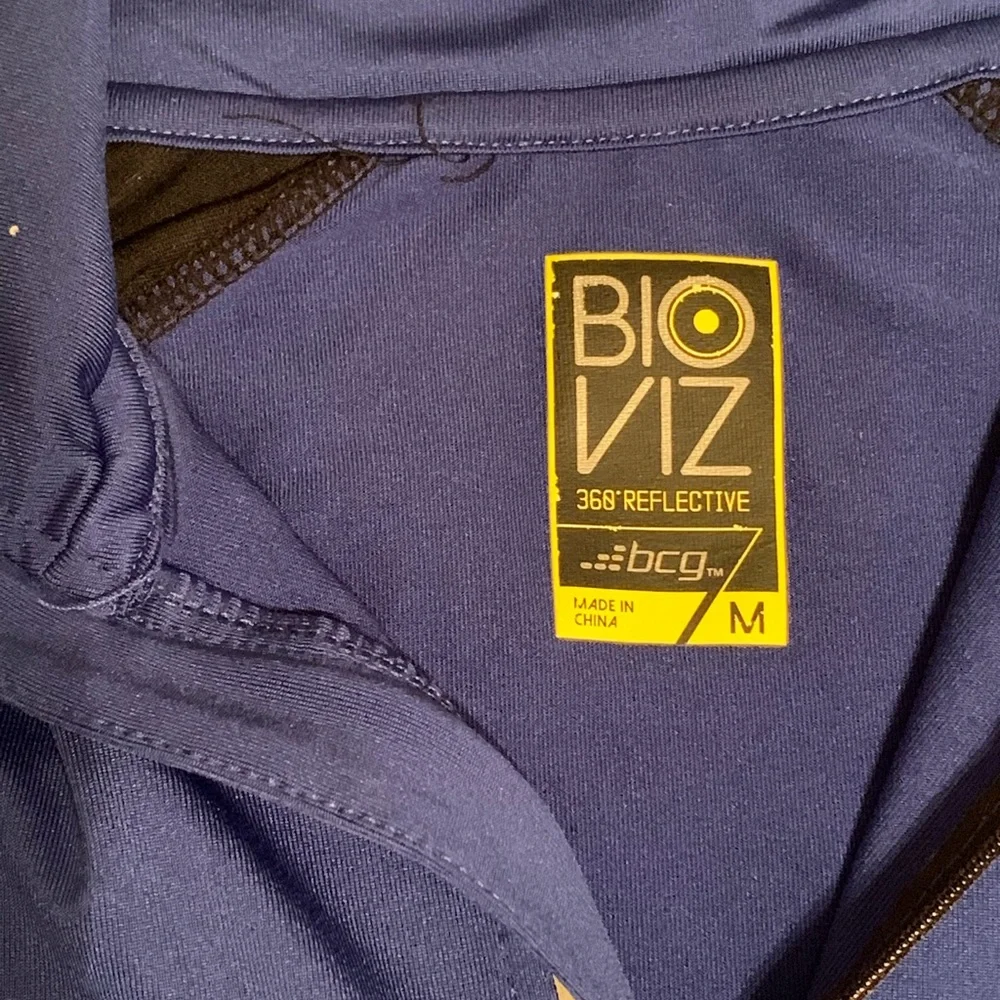 BIO
VIZ
360° REFLECTIVE
bcg™
MADE IN
CHINA
M